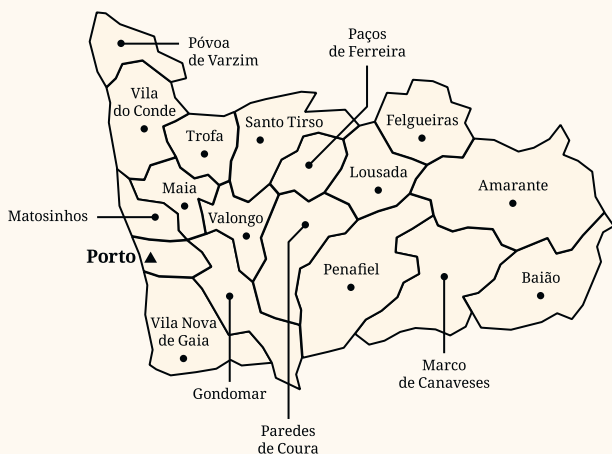 Póvoa
de Varzim
Paços
de Ferreira
Vila
do Conde
Trofa
Santo Tirso
Felgueiras
Lousada
Amarante
Maia
Matosinhos
Valongo
Porto
Penafiel
Baião
Vila Nova
de Gaia
Gondomar
Marco
de Canaveses
Paredes
de Coura